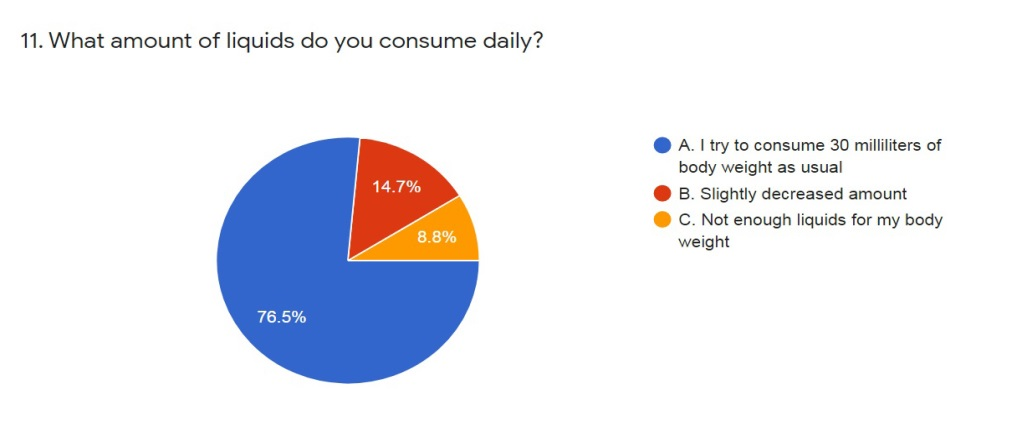 11. What amount of liquids do you consume daily?
14.7%
8.8%
76.5%
A. I try to consume 30 milliliters of
body weight as usual
B. Slightly decreased amount
C. Not enough liquids for my body
weight